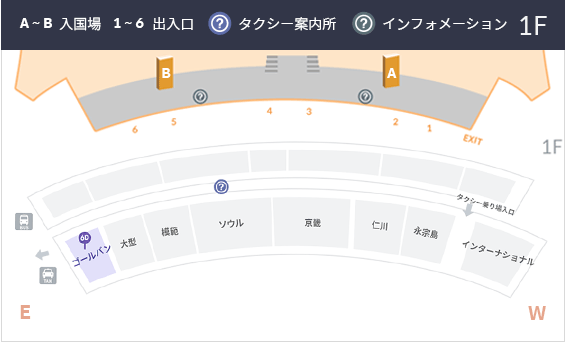 A ~ B 入国場 1 ~ 6 出入口 ? タクシー案内所 ? インフォメーション 1F
B A
? ?
6 5 4 3 2 1 EXIT
1F
?
タクシー乗り場入口
6D
ゴールバン 大型 模範 ソウル 京畿 仁川 永宗島 インターナショナル
TAXI
E W